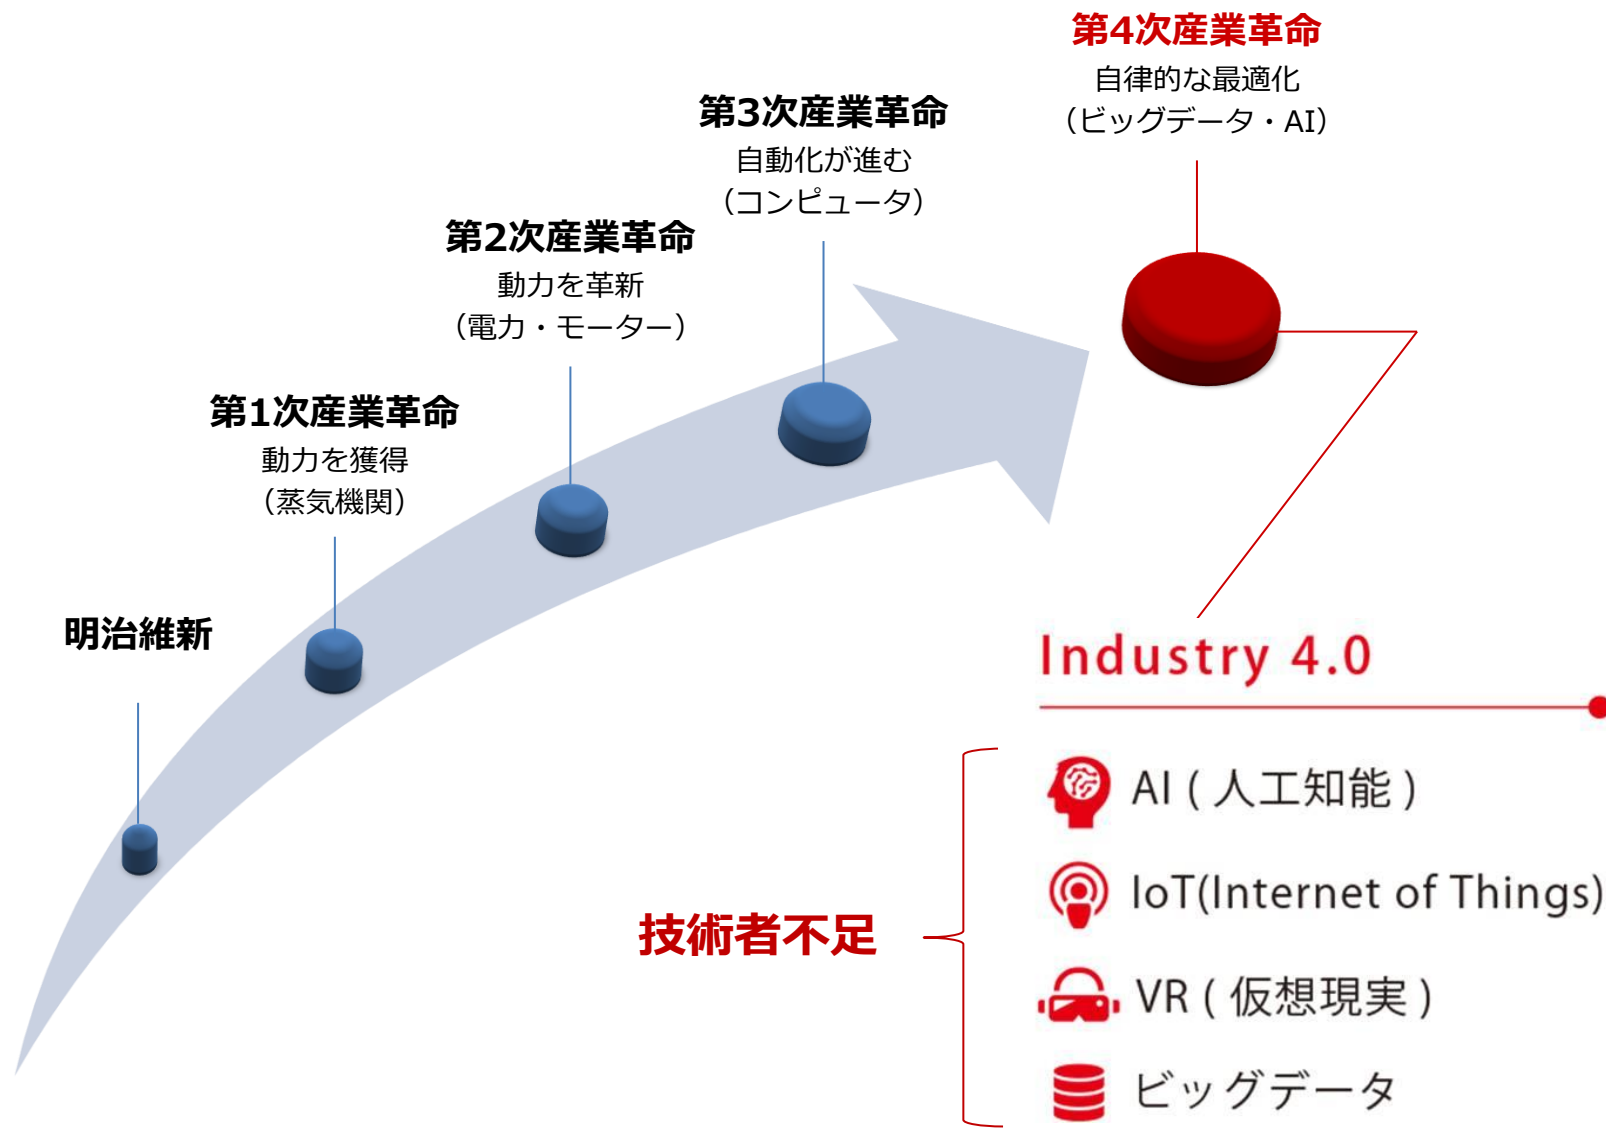 第4次産業革命
自律的な最適化
（ビッグデータ・AI）
第3次産業革命
自動化が進む
（コンピュータ）
第2次産業革命
動力を革新
（電力・モーター）
第1次産業革命
動力を獲得
（蒸気機関）
明治維新
Industry 4.0
技術者不足
AI ( 人工知能 )
IoT(Internet of Things)
VR ( 仮想現実 )
ビッグデータ